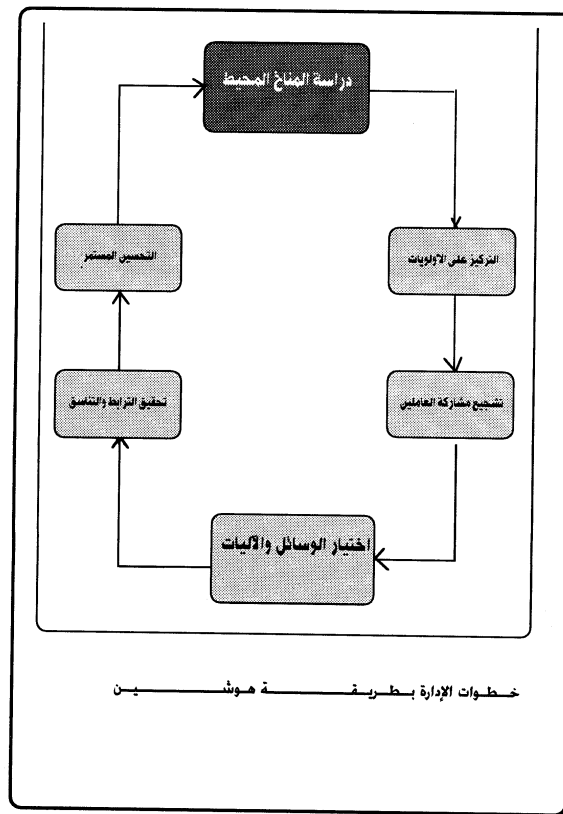 دراسة المناخ المحيط
التركيز على الأولويات
تشجيع مشاركة العاملين
اختيار الوسائل والآليات
تحقيق الترابط والتناسق
التحسين المستمر
خطوات الإدارة بطريقة هوشين